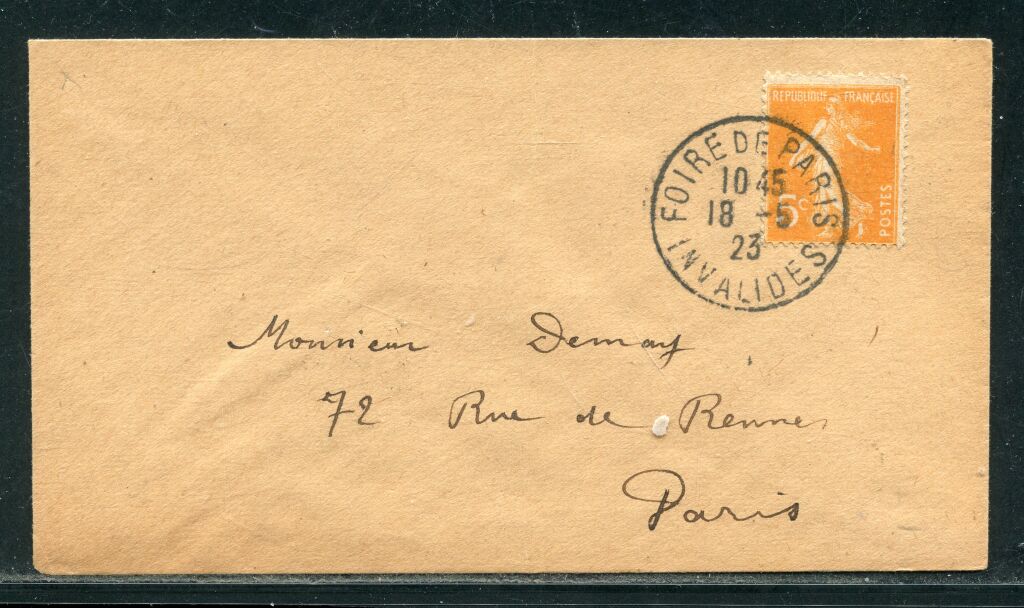 REPUBLIQUE FRANÇAISE
5c
POSTES
FOIRE DE PARIS
10 45
18 -5
23
INVALIDES
Monsieur Demay
72 Rue de Rennes
Paris